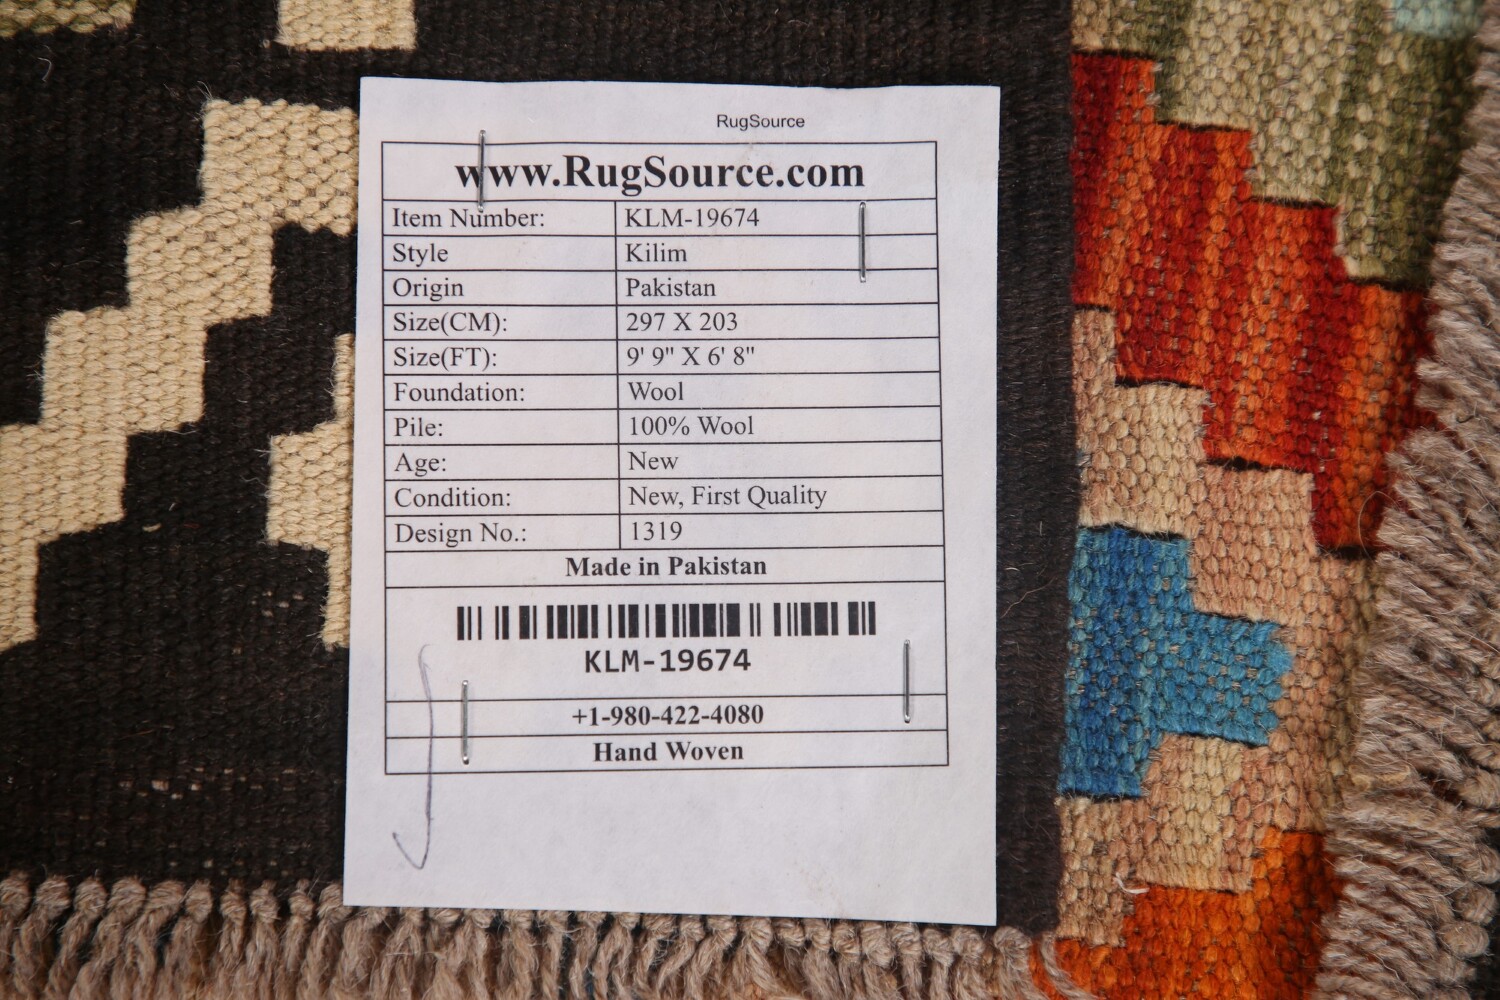 RugSource
www.RugSource.com
Item Number: KLM-19674
Style Kilim
Origin Pakistan
Size(CM): 297 X 203
Size(FT): 9' 9" X 6' 8"
Foundation: Wool
Pile: 100% Wool
Age: New
Condition: New, First Quality
Design No.: 1319
Made in Pakistan
KLM-19674
+1-980-422-4080
Hand Woven